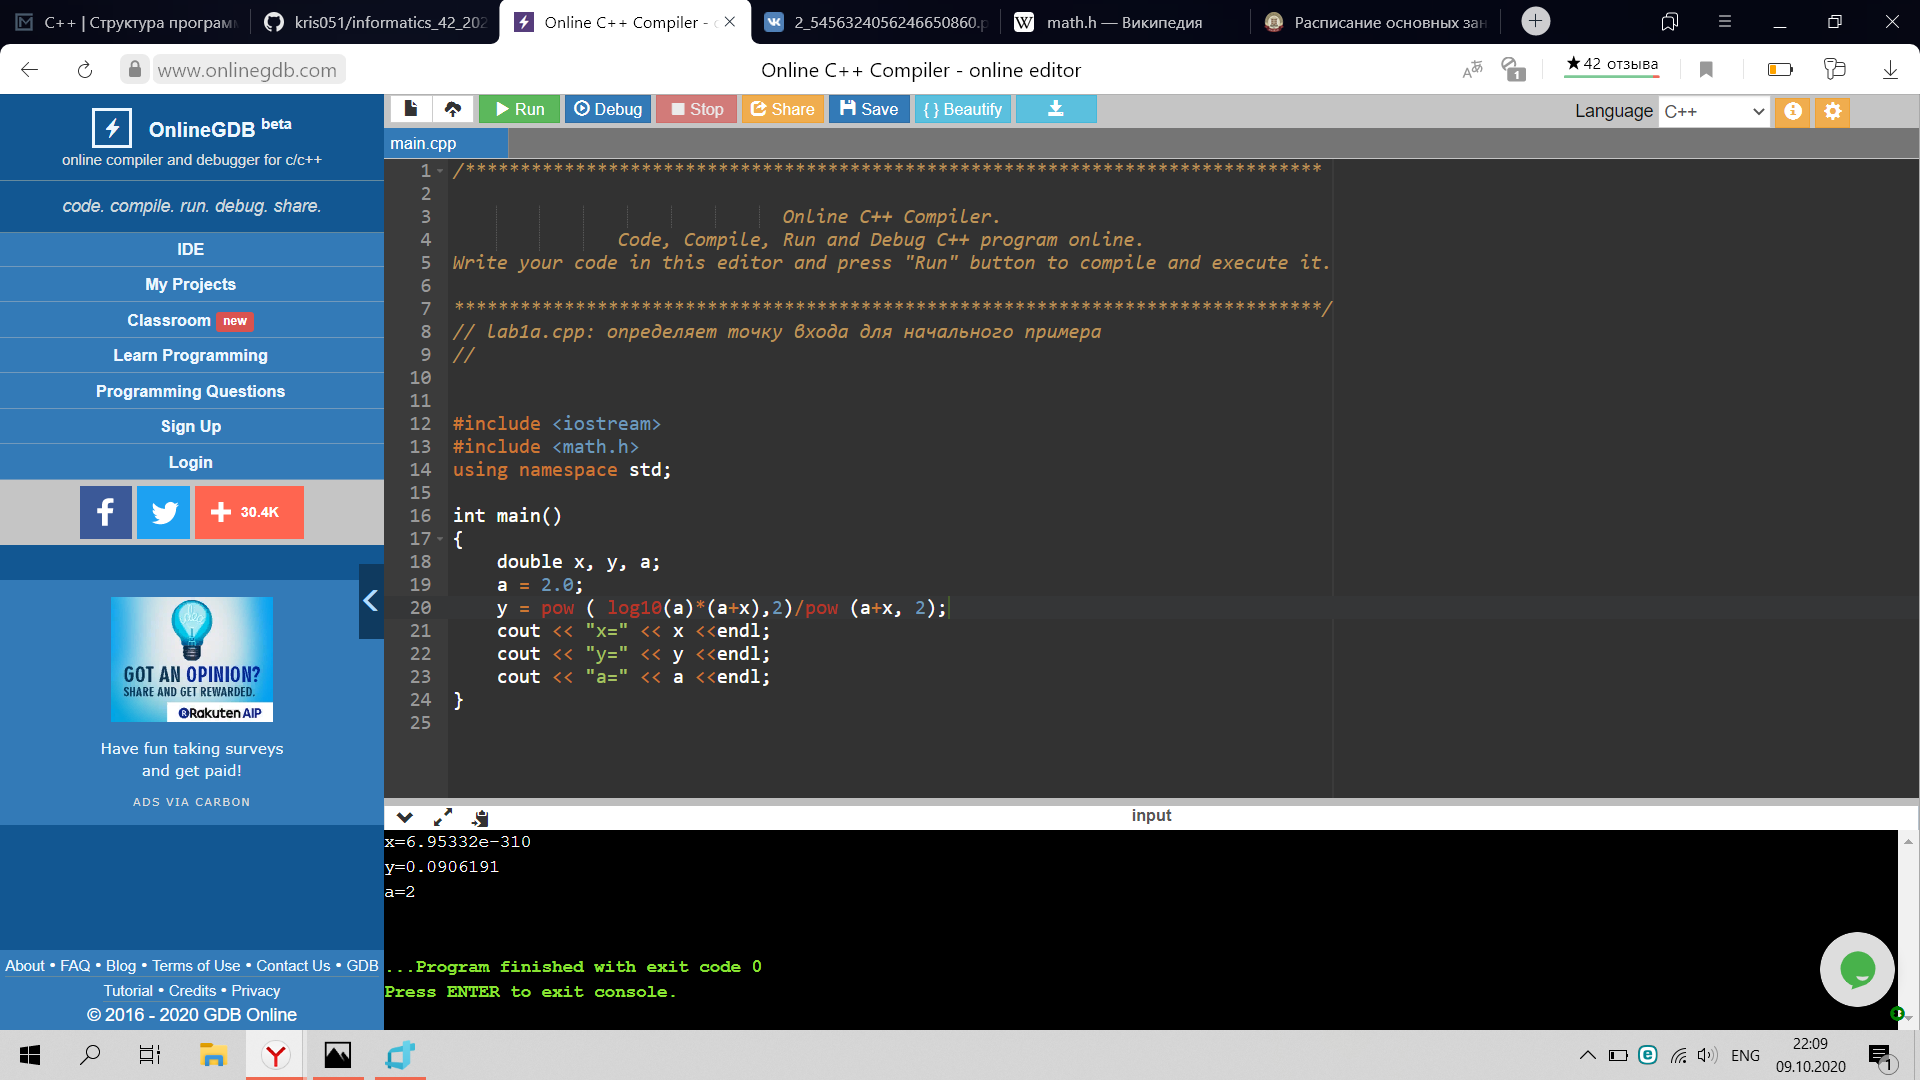 C++ | Структура програм
kris051/informatics_42_202
Online C++ Compiler -
2_5456324056246650860.p
math.h — Википедия
Расписание основных зан
www.onlinegdb.com
Online C++ Compiler - online editor
1
★42 отзыва
OnlineGDB beta
online compiler and debugger for c/c++
code. compile. run. debug. share.
IDE
My Projects
Classroom new
Learn Programming
Programming Questions
Sign Up
Login
30.4K
GOT AN OPINION?
SHARE AND GET REWARDED.
Rakuten AIP
Have fun taking surveys
and get paid!
ADS VIA CARBON
About • FAQ • Blog • Terms of Use • Contact Us • GDB
Tutorial • Credits • Privacy
© 2016 - 2020 GDB Online
Run Debug Stop Share Save { } Beautify
Language C++
main.cpp
1 /******************************************************************************
2
3 Online C++ Compiler.
4 Code, Compile, Run and Debug C++ program online.
5 Write your code in this editor and press "Run" button to compile and execute it.
6
7 *******************************************************************************/
8 // lab1a.cpp: определяет точку входа для начального примера
9 //
10
11
12 #include <iostream>
13 #include <math.h>
14 using namespace std;
15
16 int main()
17 {
18 double x, y, a;
19 a = 2.0;
20 y = pow ( log10(a)*(a+x),2)/pow (a+x, 2);
21 cout << "x=" << x <<endl;
22 cout << "y=" << y <<endl;
23 cout << "a=" << a <<endl;
24 }
25
input
x=6.95332e-310
y=0.0906191
a=2
...Program finished with exit code 0
Press ENTER to exit console.
ENG
22:09
09.10.2020
1